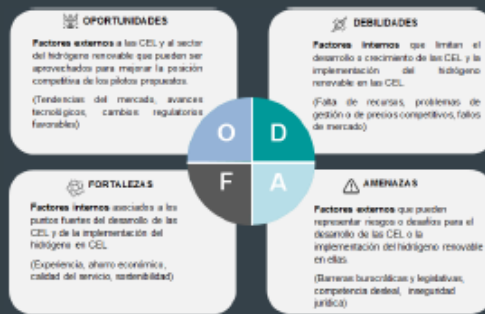 OPORTUNIDADES
Factores externos a las CEL y al sector
del hidrógeno renovable que pueden ser
aprovechados para mejorar la posición
competitiva de los pilotos propuestos.
(Tendencias del mercado, avances
tecnológicos, cambios regulatorios
favorables)
DEBILIDADES
Factores internos que limitan el
desarrollo o crecimiento de las CEL y la
implementación del hidrógeno
renovable en las CEL.
(Falta de recursos, problemas de
gestión o de precios competitivos, fallos
de mercado)
O D
F A
FORTALEZAS
Factores internos asociados a los
puntos fuertes del desarrollo de las
CEL y de la implementación del
hidrógeno en CEL
(Experiencia, ahorro económico,
calidad del servicio, sostenibilidad)
AMENAZAS
Factores externos que pueden
representar riesgos o desafíos para el
desarrollo de las CEL o la
implementación del hidrógeno renovable
en ellas.
(Barreras burocráticas y legislativas,
competencia desleal, inseguridad
jurídica)